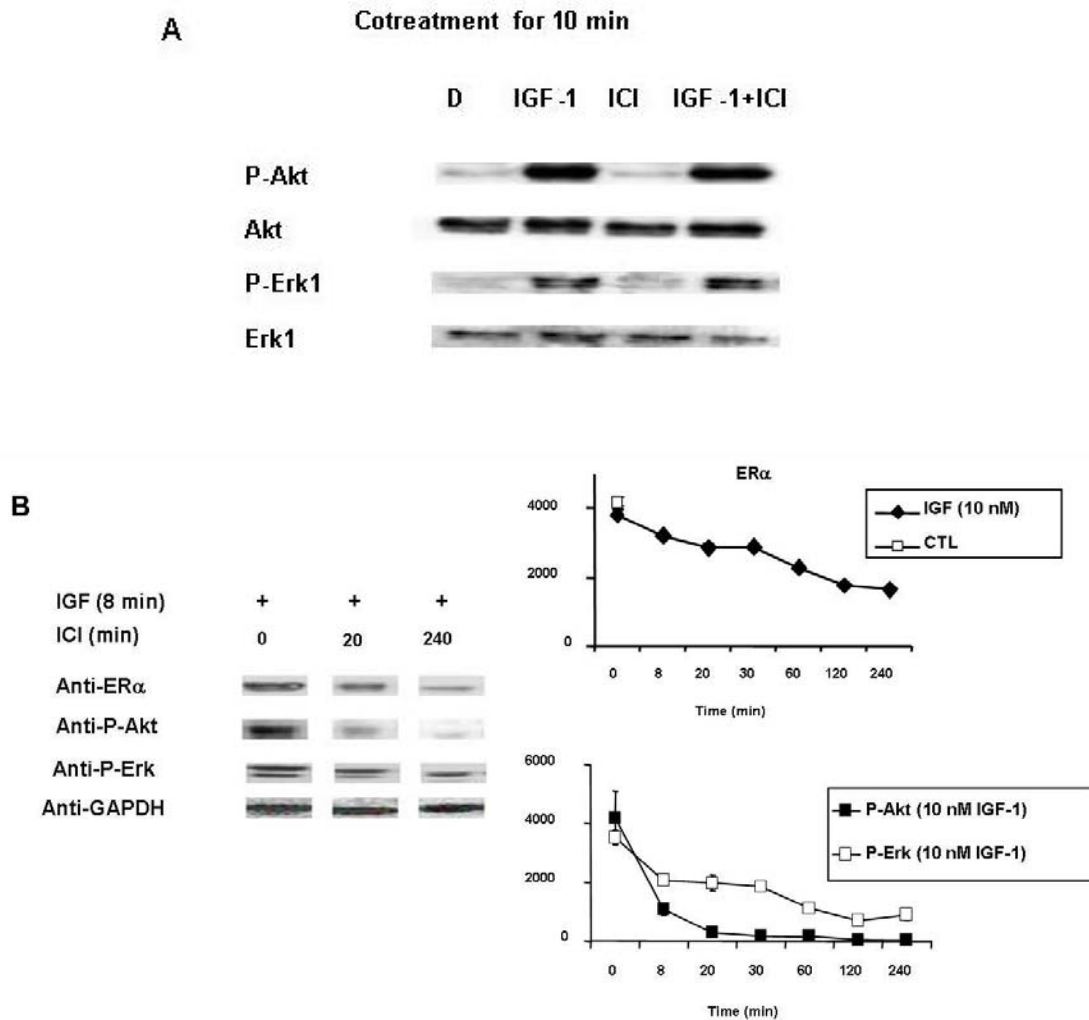 A
Cotreatment for 10 min
D IGF -1 ICI IGF -1+ICI
P-Akt
Akt
P-Erk1
Erk1
B
IGF (8 min) + + +
ICI (min) 0 20 240
Anti-ERα
Anti-P-Akt
Anti-P-Erk
Anti-GAPDH
ERα
4000
2000
0
0 8 20 30 60 120 240
Time (min)
IGF (10 nM)
CTL
6000
4000
2000
0
0 8 20 30 60 120 240
Time (min)
P-Akt (10 nM IGF-1)
P-Erk (10 nM IGF-1)